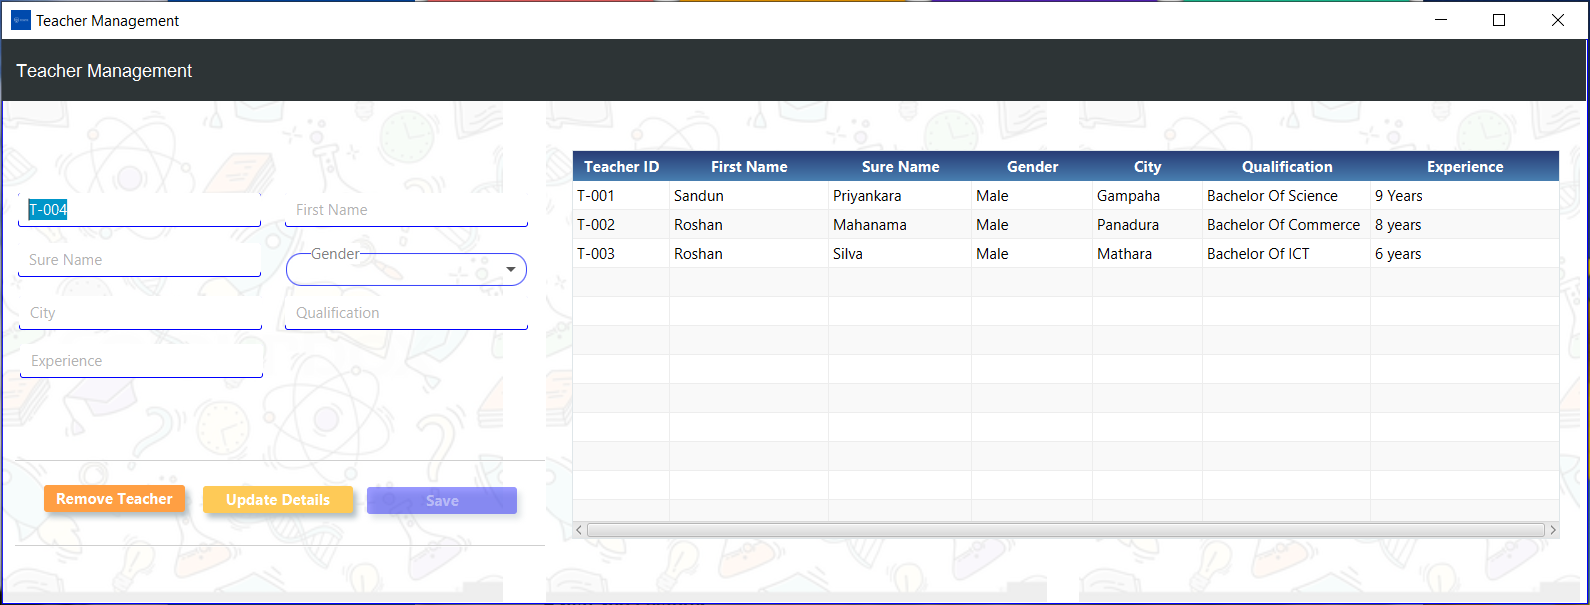 Teacher Management
Teacher Management
T-004
First Name
Sure Name
Gender
City
Qualification
Experience
Remove Teacher
Update Details
Save
Teacher ID First Name Sure Name Gender City Qualification Experience
T-001 Sandun Priyankara Male Gampaha Bachelor Of Science 9 Years
T-002 Roshan Mahanama Male Panadura Bachelor Of Commerce 8 years
T-003 Roshan Silva Male Mathara Bachelor Of ICT 6 years